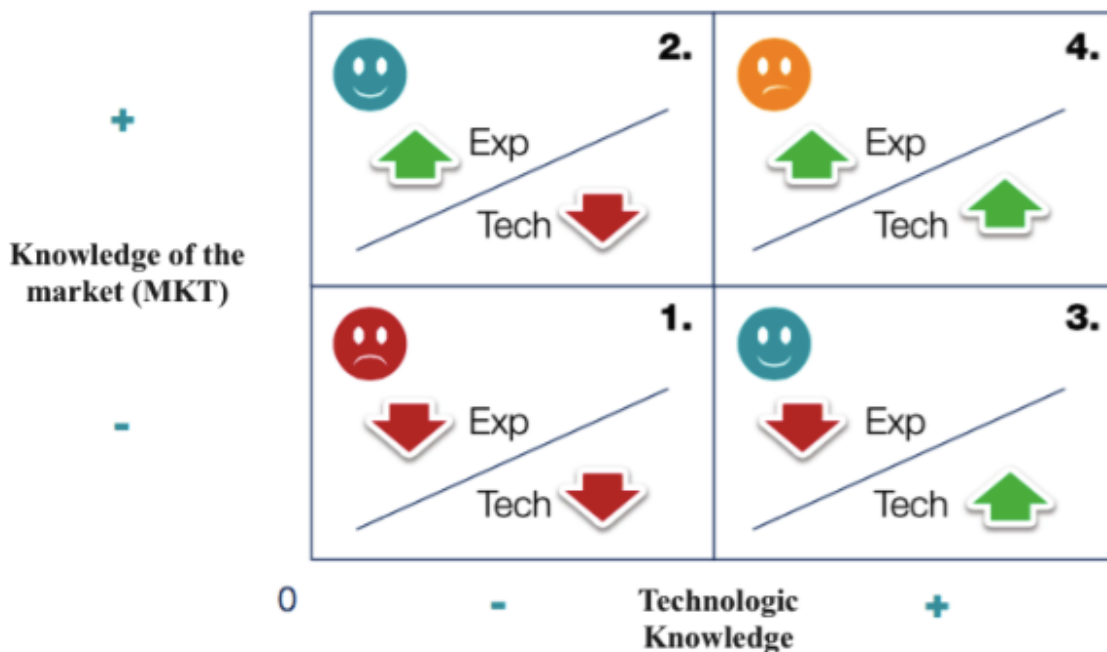 2.
4.
+
Exp
Exp
Tech
Tech
Knowledge of the
market (MKT)
1.
3.
-
Exp
Exp
Tech
Tech
0
-
Technologic
Knowledge
+